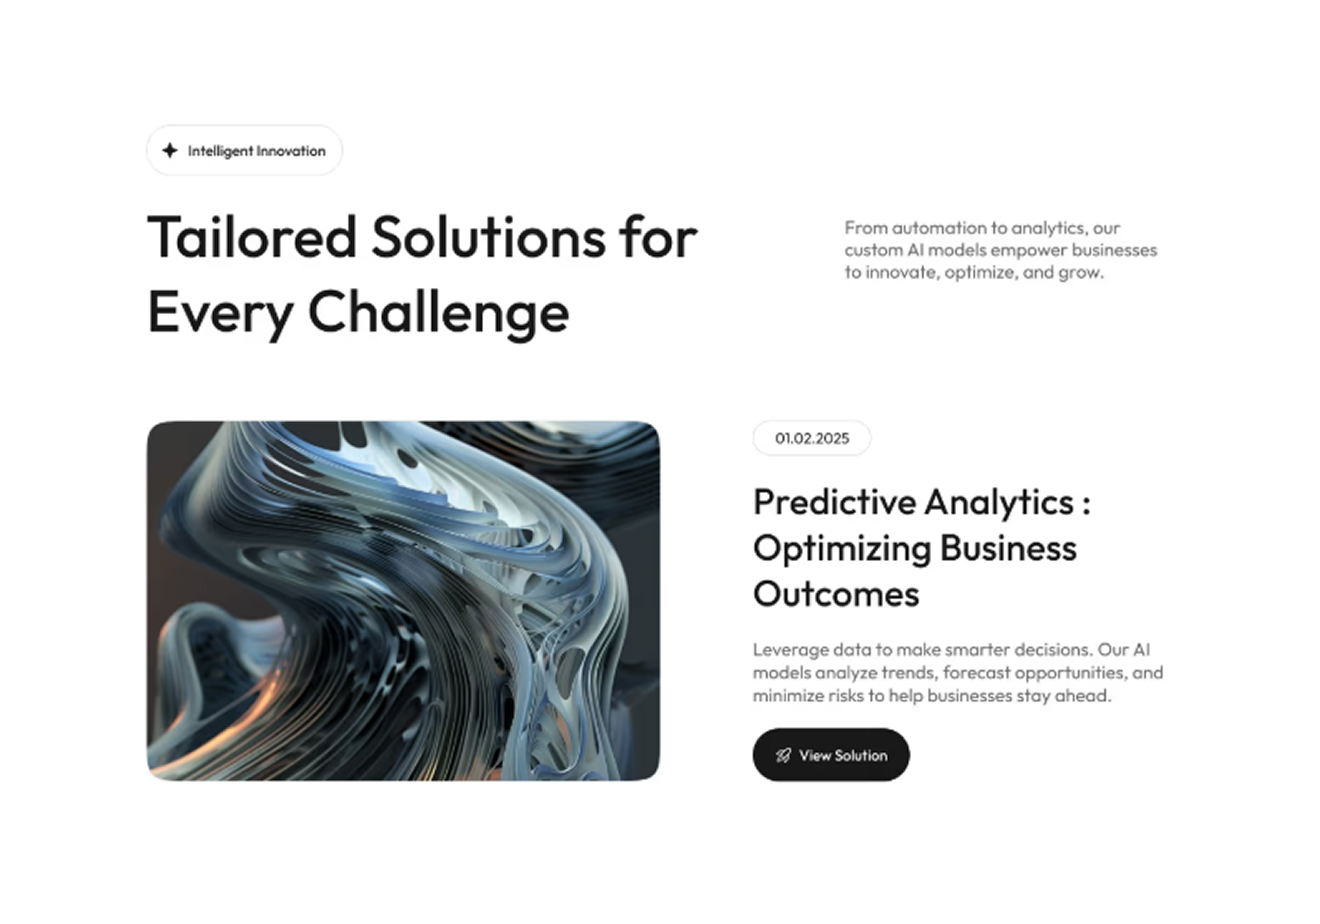 Intelligent Innovation
Tailored Solutions for
Every Challenge
From automation to analytics, our
custom AI models empower businesses
to innovate, optimize, and grow.
01.02.2025
Predictive Analytics :
Optimizing Business
Outcomes
Leverage data to make smarter decisions. Our AI
models analyze trends, forecast opportunities, and
minimize risks to help businesses stay ahead.
View Solution